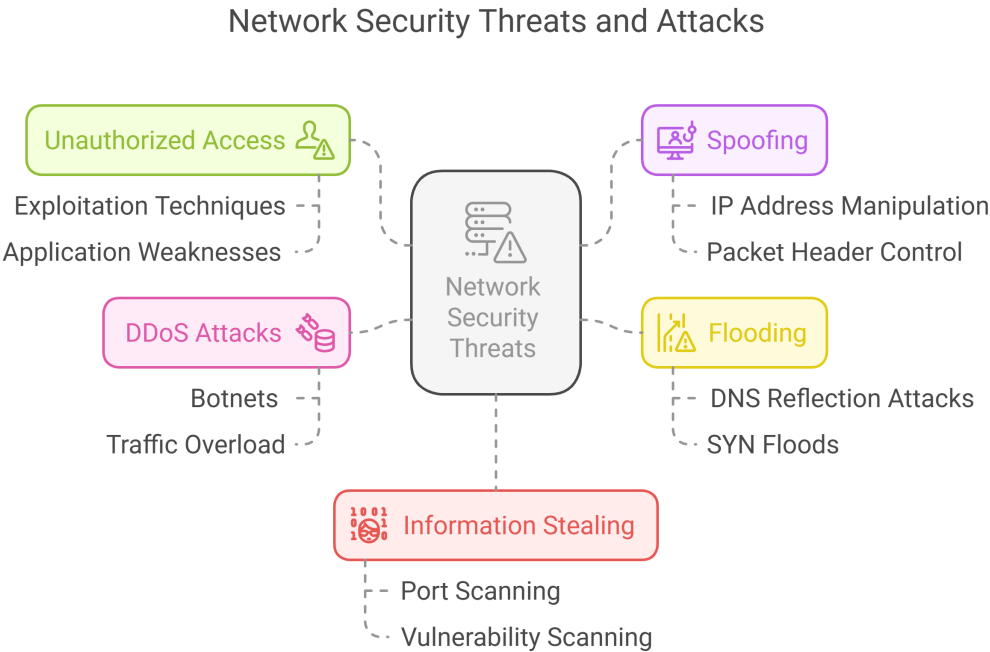 Network Security Threats and Attacks
Unauthorized Access
Exploitation Techniques
Application Weaknesses
DDoS Attacks
Botnets
Traffic Overload
Network
Security
Threats
Spoofing
IP Address Manipulation
Packet Header Control
Flooding
DNS Reflection Attacks
SYN Floods
1001
0 1
1 0
Information Stealing
Port Scanning
Vulnerability Scanning